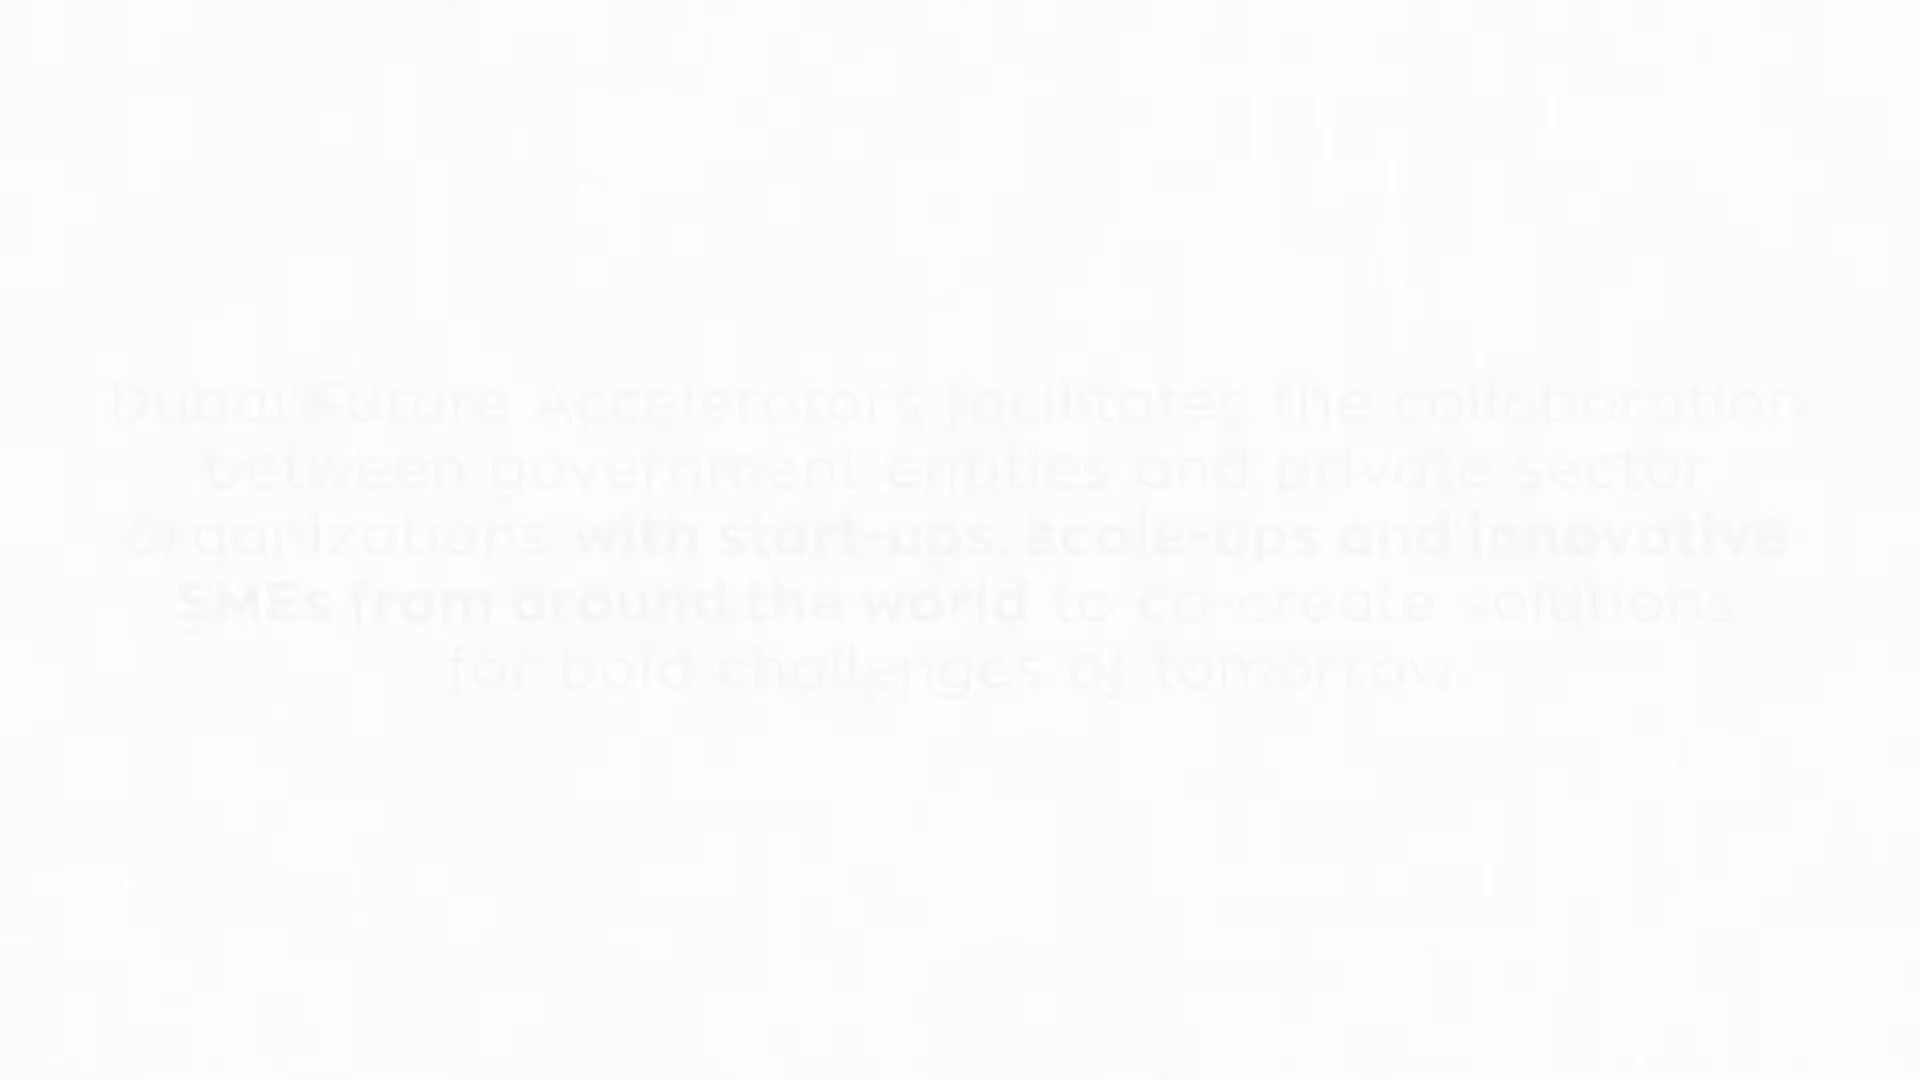 Dubai Future Accelerators facilitates the collaboration
between government entities and private sector
organizations with start-ups, scale-ups and innovative
SMEs from around the world to co-create solutions
for bold challenges of tomorrow.